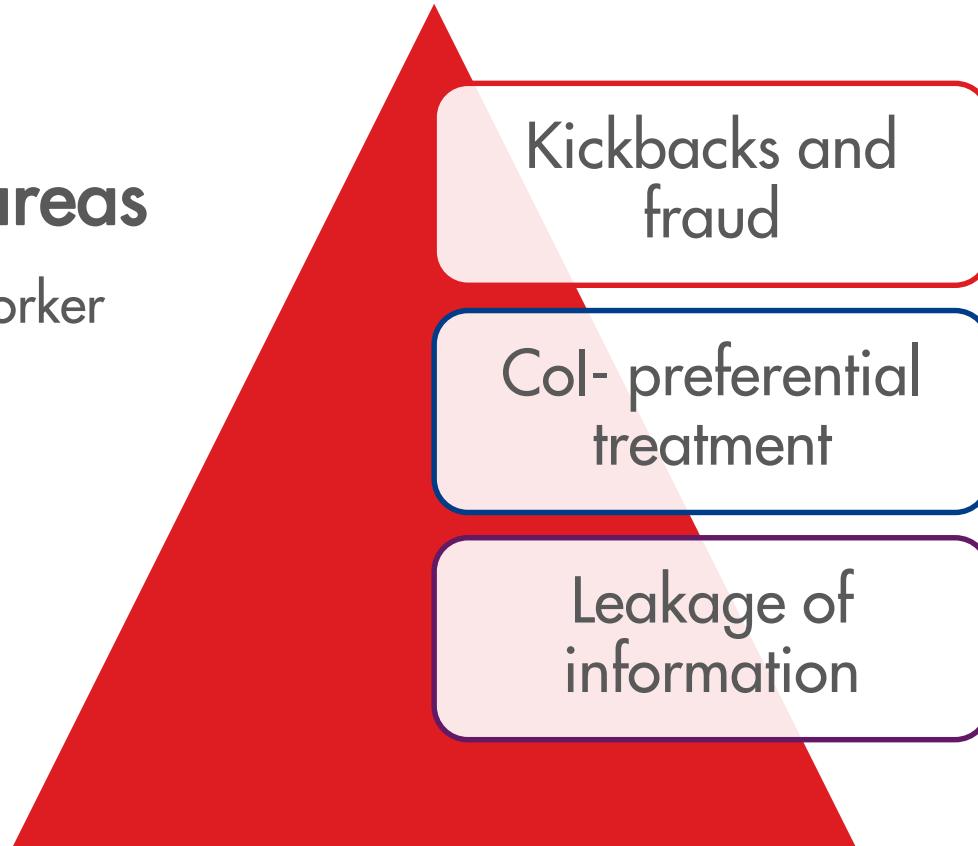 areas
orker
Kickbacks and
fraud
CoI- preferential
treatment
Leakage of
information